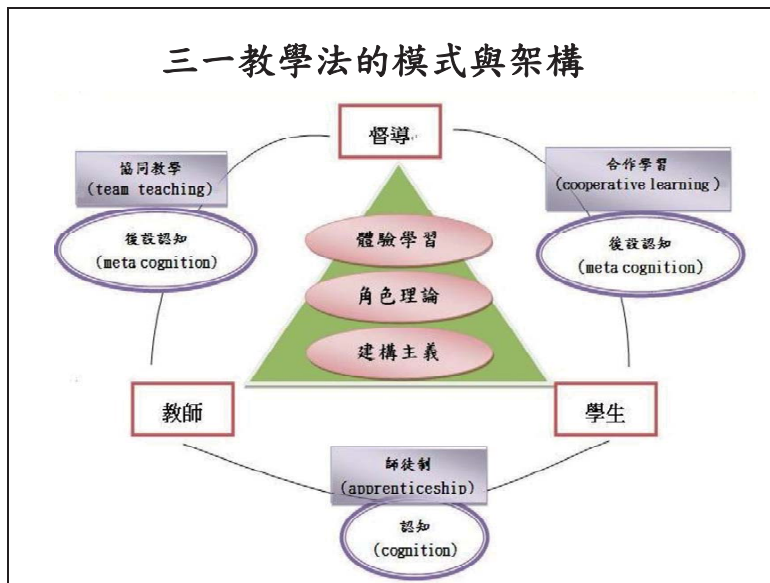 三一教學法的模式與架構
督導
協同教學
(team teaching)
後設認知
(meta cognition)
合作學習
(cooperative learning)
後設認知
(meta cognition)
體驗學習
角色理論
建構主義
教師
學生
師徒制
(apprenticeship)
認知
(cognition)